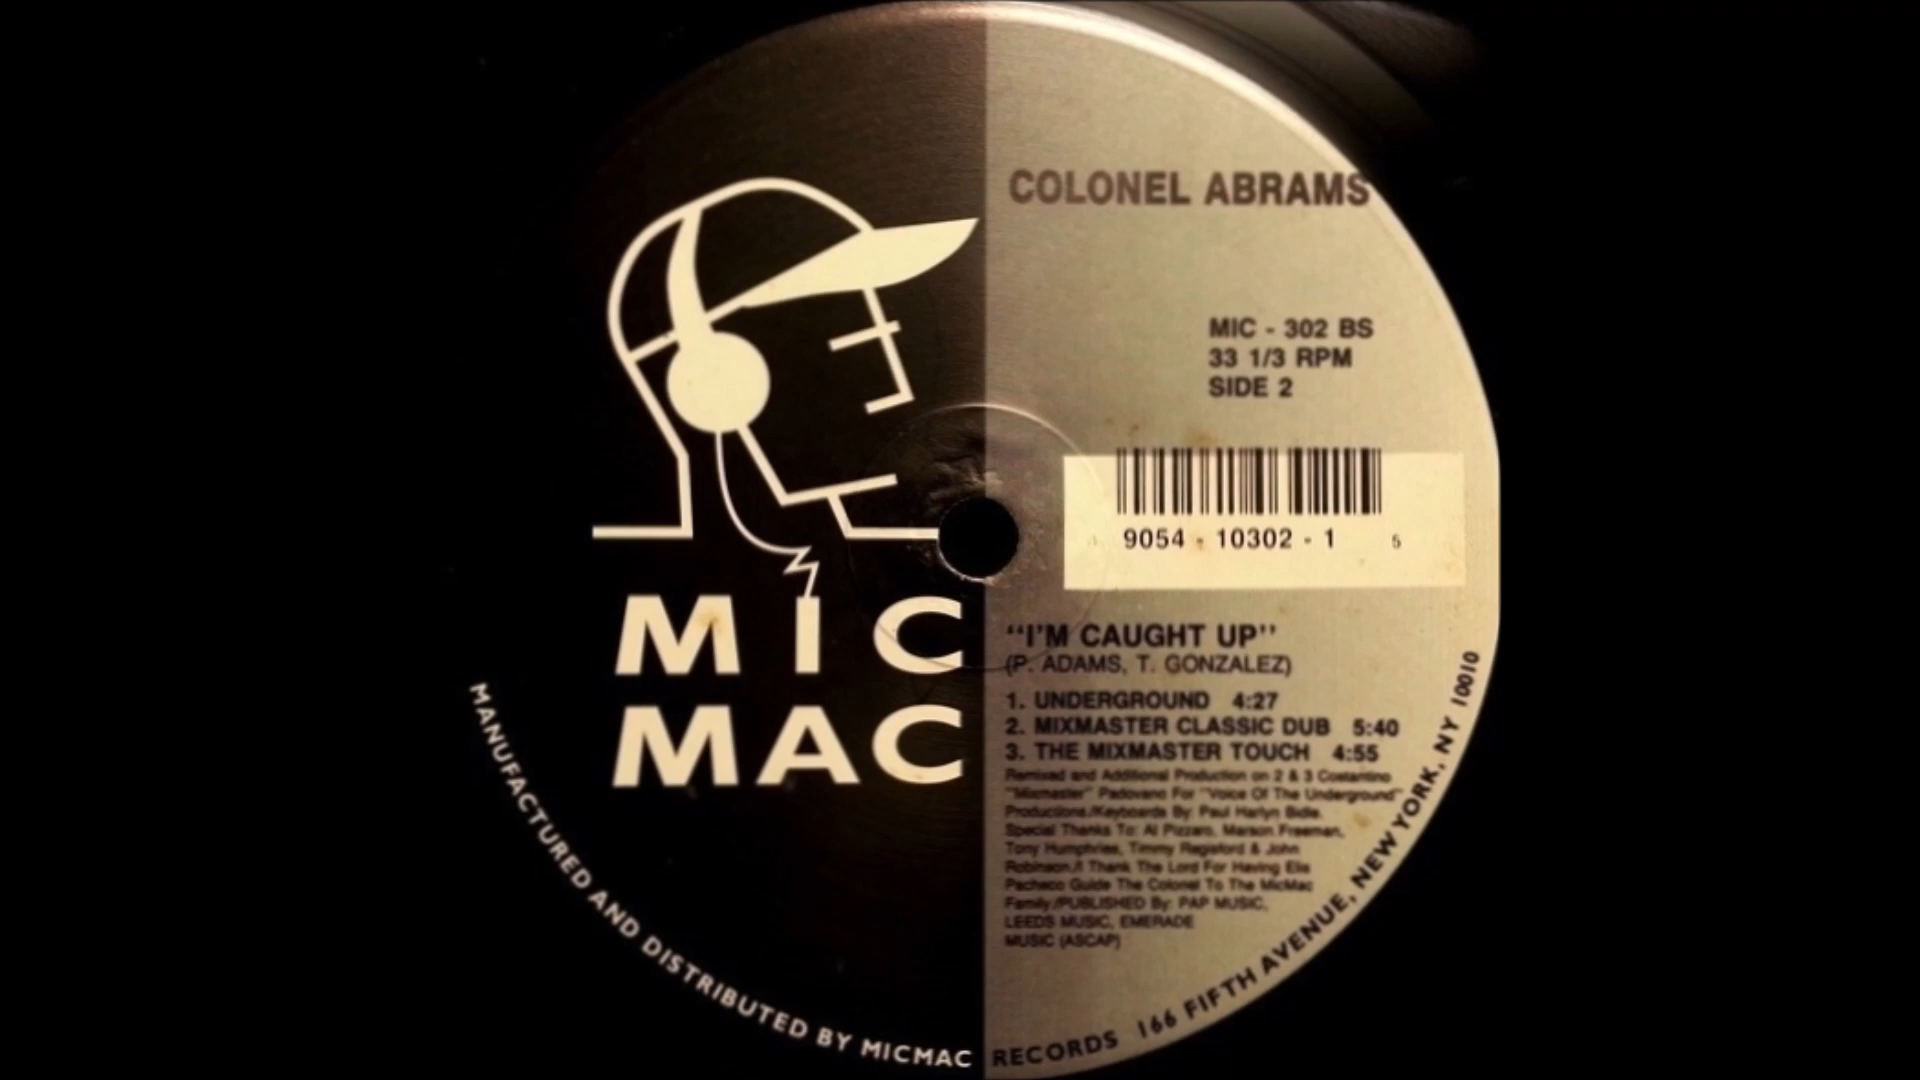 COLONEL ABRAMS
MIC - 302 BS
33 1/3 RPM
SIDE 2
9054 - 10302 - 1 5
MIC
MAC
"I'M CAUGHT UP"
(P. ADAMS, T. GONZALEZ)
1. UNDERGROUND 4:27
2. MIXMASTER CLASSIC DUB 5:40
3. THE MIXMASTER TOUCH 4:55
Remixed and Additional Production on 2 & 3 Costantino
"Mixmaster" Padovano For "Voice Of The Underground"
Productions./Keyboards By: Paul Harlyn
Special Thanks To: Al Pizzaro, Marson Freeman,
Tony Humphries, Timmy Regisford & John
Robinson./I Thank The Lord For Having Elis
Pacheco Guide The Colonel To The MicMac
Family./PUBLISHED By: PAP MUSIC,
LEEDS MUSIC, EMERADE
MUSIC (ASCAP)
MANUFACTURED AND DISTRIBUTED BY MICMAC RECORDS 166 FIFTH AVENUE, NEW YORK, NY 10010